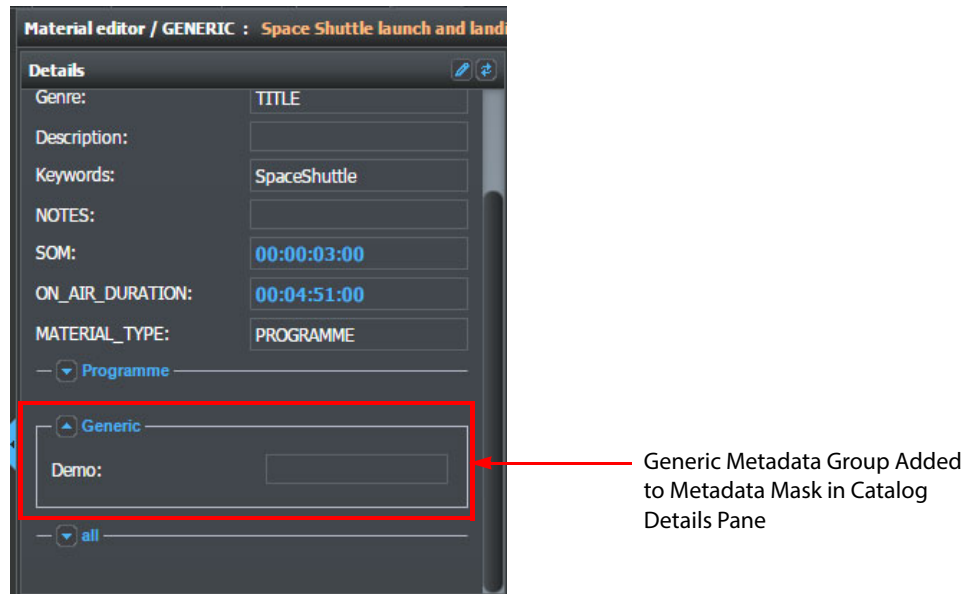 Material editor / GENERIC : Space Shuttle launch and landi
Details
Genre: TITLE
Description:
Keywords: SpaceShuttle
NOTES:
SOM: 00:00:03:00
ON_AIR_DURATION: 00:04:51:00
MATERIAL_TYPE: PROGRAMME
Programme
Generic
Demo:
all
Generic Metadata Group Added
to Metadata Mask in Catalog
Details Pane